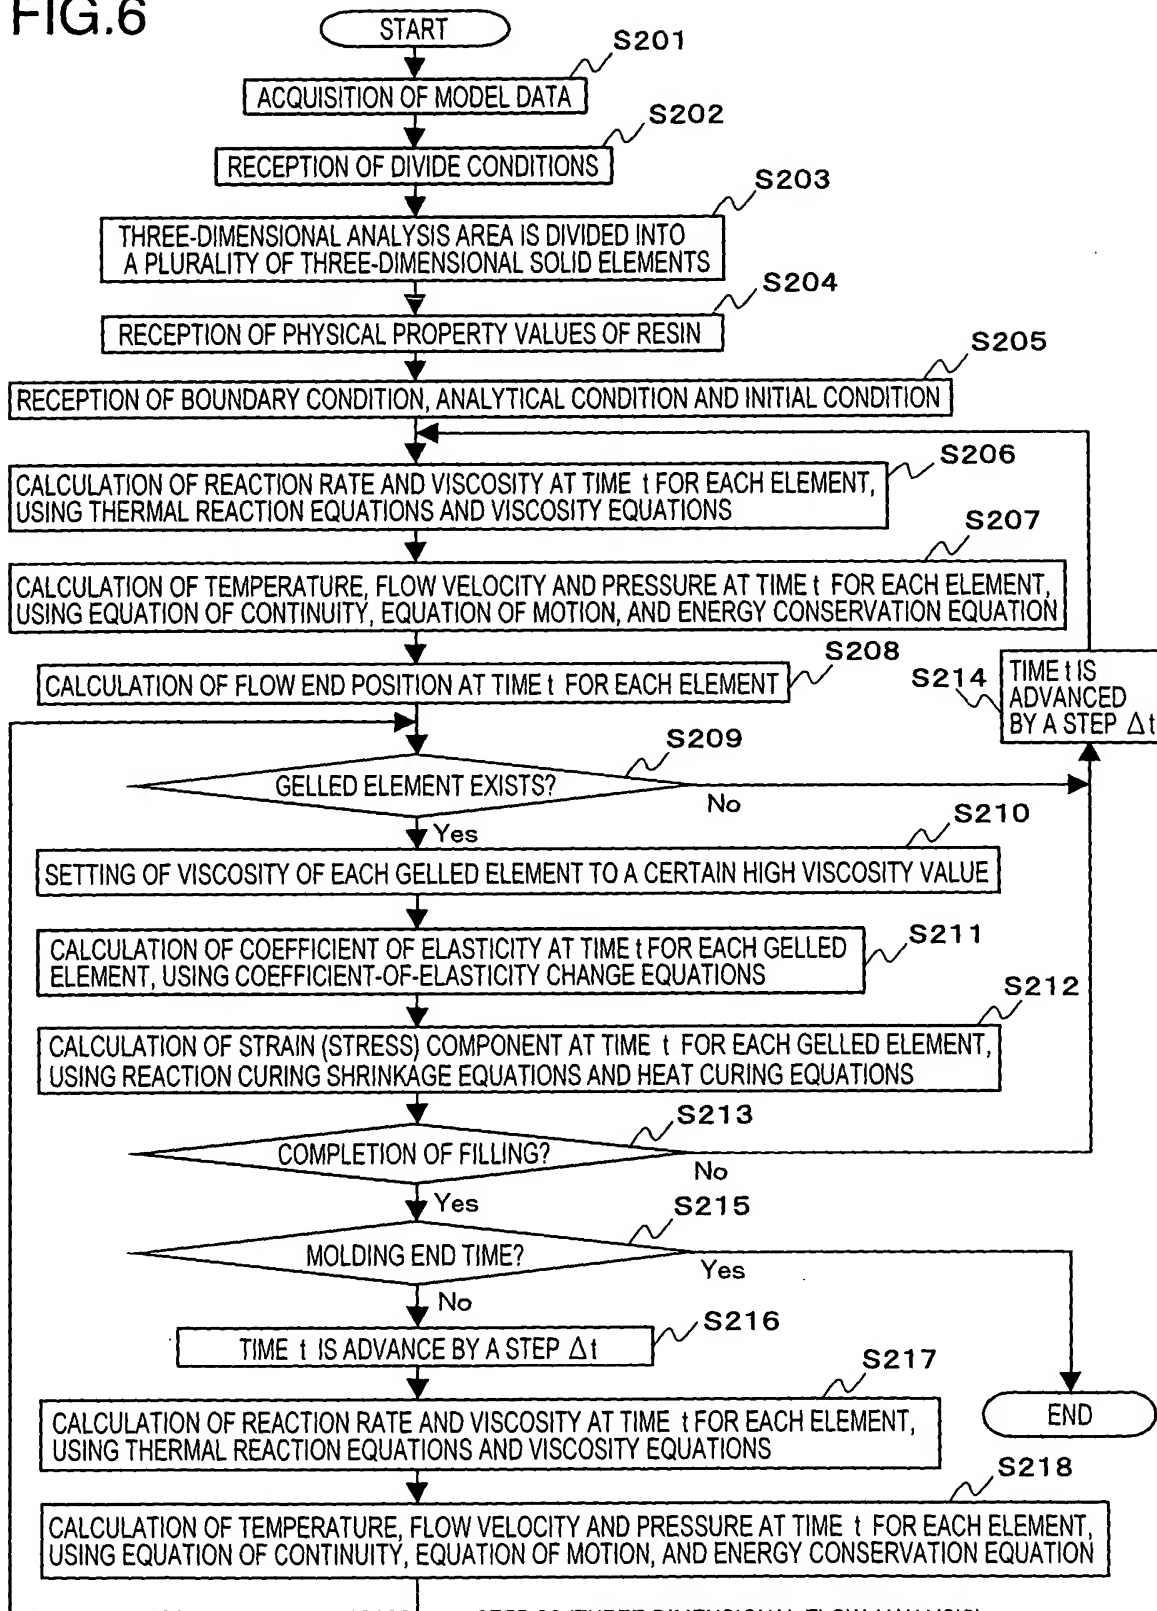 FIG.6
START
S201
ACQUISITION OF MODEL DATA
S202
RECEPTION OF DIVIDE CONDITIONS
S203
THREE-DIMENSIONAL ANALYSIS AREA IS DIVIDED INTO
A PLURALITY OF THREE-DIMENSIONAL SOLID ELEMENTS
S204
RECEPTION OF PHYSICAL PROPERTY VALUES OF RESIN
S205
RECEPTION OF BOUNDARY CONDITION, ANALYTICAL CONDITION AND INITIAL CONDITION
S206
CALCULATION OF REACTION RATE AND VISCOSITY AT TIME t FOR EACH ELEMENT,
USING THERMAL REACTION EQUATIONS AND VISCOSITY EQUATIONS
S207
CALCULATION OF TEMPERATURE, FLOW VELOCITY AND PRESSURE AT TIME t FOR EACH ELEMENT,
USING EQUATION OF CONTINUITY, EQUATION OF MOTION, AND ENERGY CONSERVATION EQUATION
S208
CALCULATION OF FLOW END POSITION AT TIME t FOR EACH ELEMENT
S214
TIME t IS
ADVANCED
BY A STEP Δt
S209
GELLED ELEMENT EXISTS?
No
Yes
S210
SETTING OF VISCOSITY OF EACH GELLED ELEMENT TO A CERTAIN HIGH VISCOSITY VALUE
S211
CALCULATION OF COEFFICIENT OF ELASTICITY AT TIME t FOR EACH GELLED
ELEMENT, USING COEFFICIENT-OF-ELASTICITY CHANGE EQUATIONS
S212
CALCULATION OF STRAIN (STRESS) COMPONENT AT TIME t FOR EACH GELLED ELEMENT,
USING REACTION CURING SHRINKAGE EQUATIONS AND HEAT CURING EQUATIONS
S213
COMPLETION OF FILLING?
No
Yes
S215
MOLDING END TIME?
Yes
No
S216
TIME t IS ADVANCE BY A STEP Δt
S217
CALCULATION OF REACTION RATE AND VISCOSITY AT TIME t FOR EACH ELEMENT,
USING THERMAL REACTION EQUATIONS AND VISCOSITY EQUATIONS
END
S218
CALCULATION OF TEMPERATURE, FLOW VELOCITY AND PRESSURE AT TIME t FOR EACH ELEMENT,
USING EQUATION OF CONTINUITY, EQUATION OF MOTION, AND ENERGY CONSERVATION EQUATION